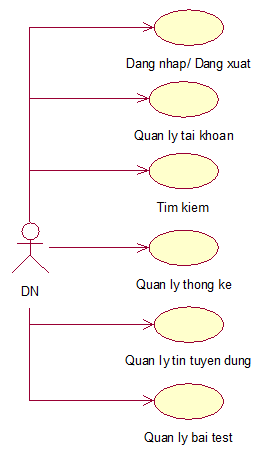 Dang nhap/ Dang xuat
Quan ly tai khoan
Tim kiem
Quan ly thong ke
DN
Quan ly tin tuyen dung
Quan ly bai test